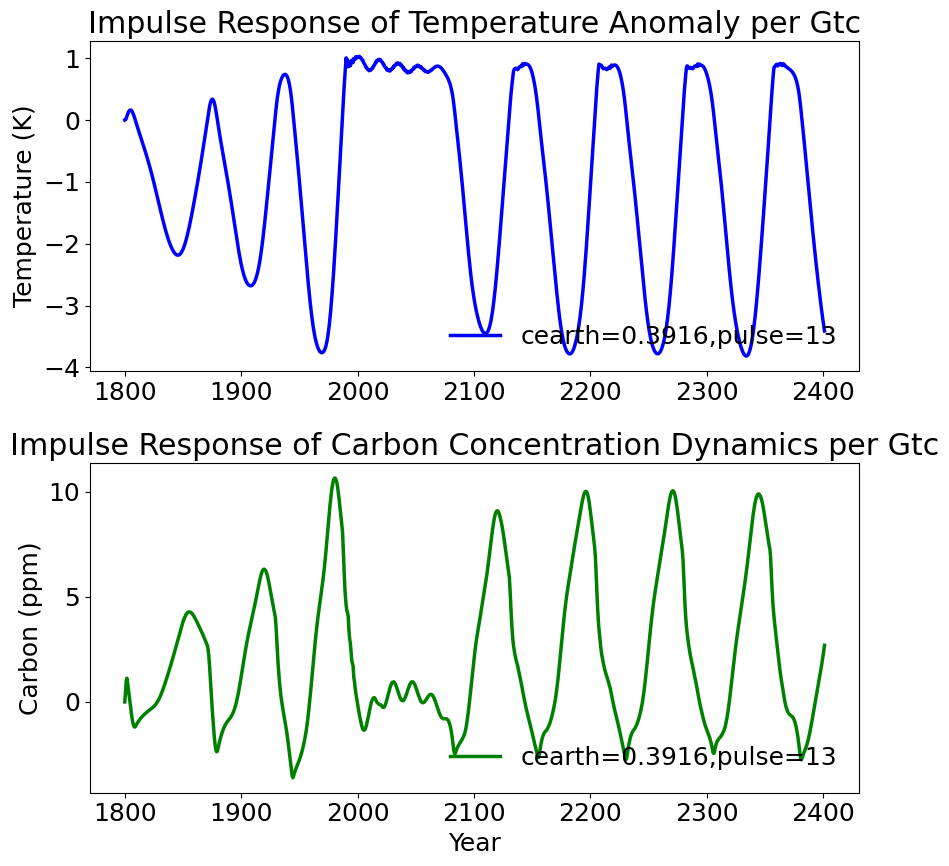 Impulse Response of Temperature Anomaly per Gtc
Temperature (K)
1
0
−1
−2
−3
−4
cearth=0.3916,pulse=13
1800 1900 2000 2100 2200 2300 2400
Impulse Response of Carbon Concentration Dynamics per Gtc
Carbon (ppm)
10
5
0
cearth=0.3916,pulse=13
1800 1900 2000 2100 2200 2300 2400
Year